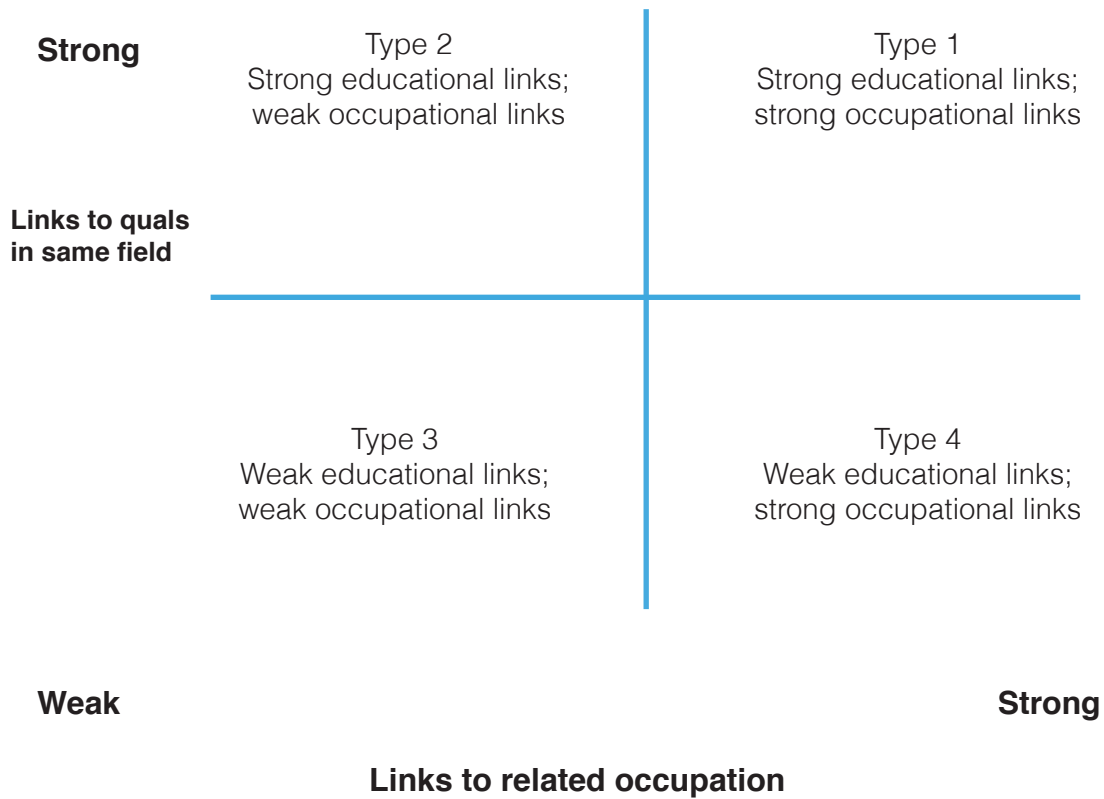 Strong
Type 2
Strong educational links;
weak occupational links
Type 1
Strong educational links;
strong occupational links
Links to quals
in same field
Type 3
Weak educational links;
weak occupational links
Type 4
Weak educational links;
strong occupational links
Weak
Strong
Links to related occupation